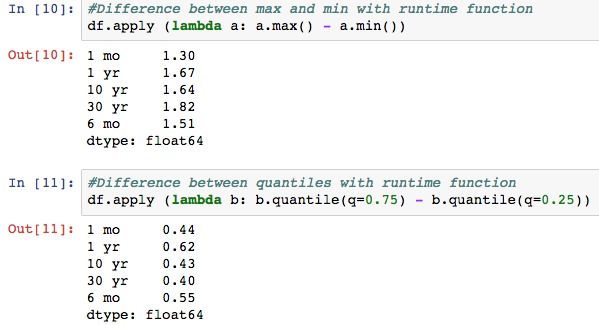 In [10]: #Difference between max and min with runtime function
df.apply (lambda a: a.max() - a.min())
Out[10]: 1 mo 1.30
1 yr 1.67
10 yr 1.64
30 yr 1.82
6 mo 1.51
dtype: float64
In [11]: #Difference between quantiles with runtime function
df.apply (lambda b: b.quantile(q=0.75) - b.quantile(q=0.25))
Out[11]: 1 mo 0.44
1 yr 0.62
10 yr 0.43
30 yr 0.40
6 mo 0.55
dtype: float64